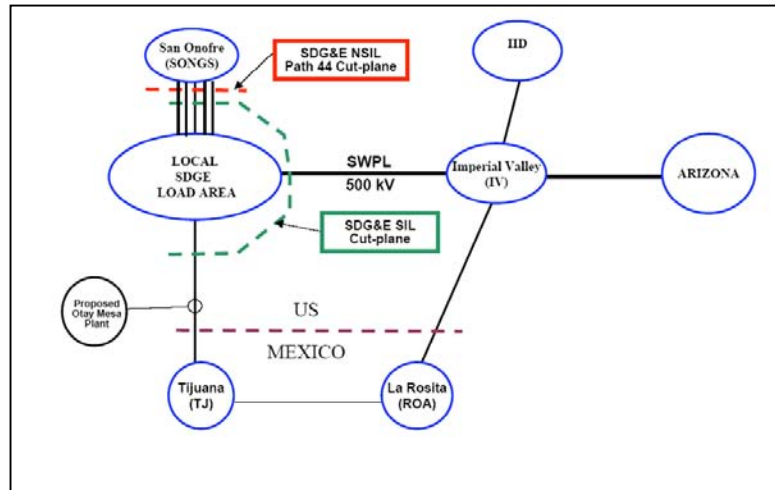 San Onofre
(SONGS)
SDG&E NSIL
Path 44 Cut-plane
IID
LOCAL
SDGE
LOAD AREA
SWPL
500 kV
Imperial Valley
(IV)
ARIZONA
SDG&E SIL
Cut-plane
Proposed
Otay Mesa
Plant
US
MEXICO
Tijuana
(TJ)
La Rosita
(ROA)